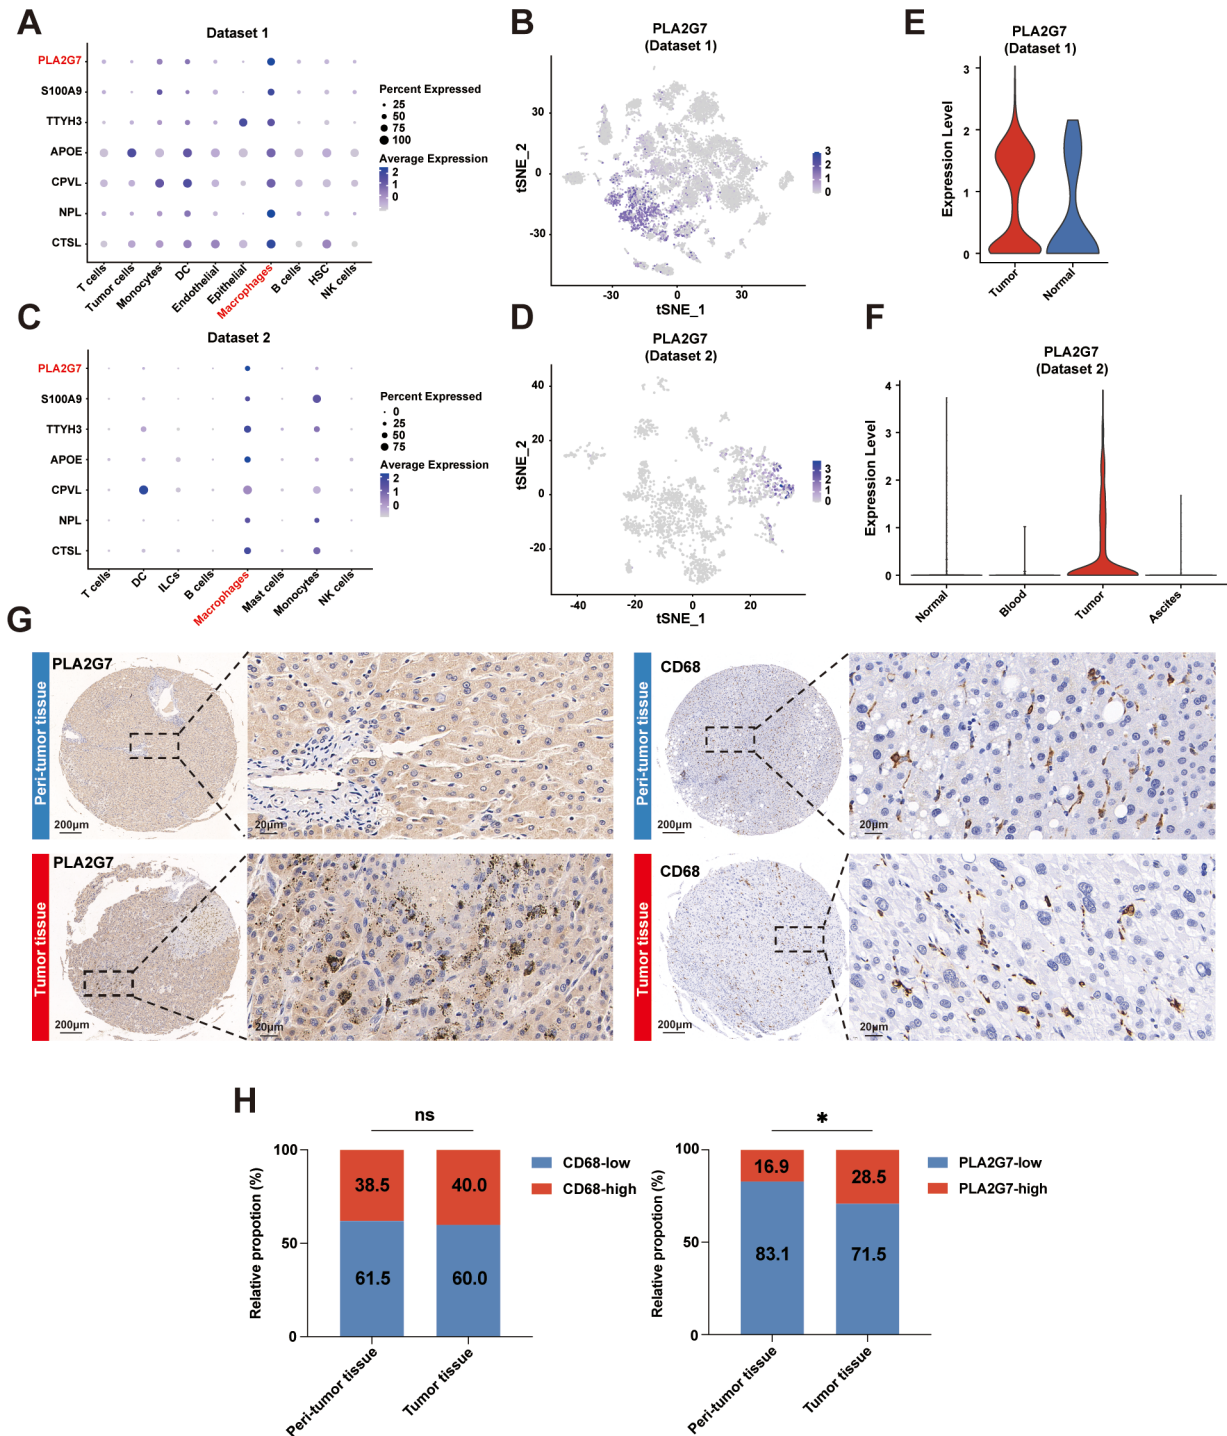 A
Dataset 1
PLA2G7
S100A9
TTYH3
APOE
CPVL
NPL
CTSL
T cells
Tumor cells
Monocytes
DC
Endothelial
Epithelial
Macrophages
B cells
HSC
NK cells
Percent Expressed
25
50
75
100
Average Expression
2
1
0
B
PLA2G7
(Dataset 1)
tSNE_2
30
0
-30
-30
0
30
tSNE_1
3
2
1
0
E
PLA2G7
(Dataset 1)
Expression Level
3
2
1
0
Tumor
Normal
C
Dataset 2
PLA2G7
S100A9
TTYH3
APOE
CPVL
NPL
CTSL
T cells
DC
ILCs
B cells
Macrophages
Mast cells
Monocytes
NK cells
Percent Expressed
0
25
50
75
Average Expression
2
1
0
D
PLA2G7
(Dataset 2)
tSNE_2
40
20
0
-20
-40
-20
0
20
tSNE_1
3
2
1
0
F
PLA2G7
(Dataset 2)
Expression Level
4
3
2
1
0
Normal
Blood
Tumor
Ascites
G
Peri-tumor tissue
PLA2G7
200μm
20μm
Peri-tumor tissue
CD68
200μm
20μm
Tumor tissue
PLA2G7
200μm
20μm
Tumor tissue
CD68
200μm
20μm
H
ns
Relative propotion (%)
100
50
0
38.5
40.0
61.5
60.0
Peri-tumor tissue
Tumor tissue
CD68-low
CD68-high
*
Relative propotion (%)
100
50
0
16.9
28.5
83.1
71.5
Peri-tumor tissue
Tumor tissue
PLA2G7-low
PLA2G7-high